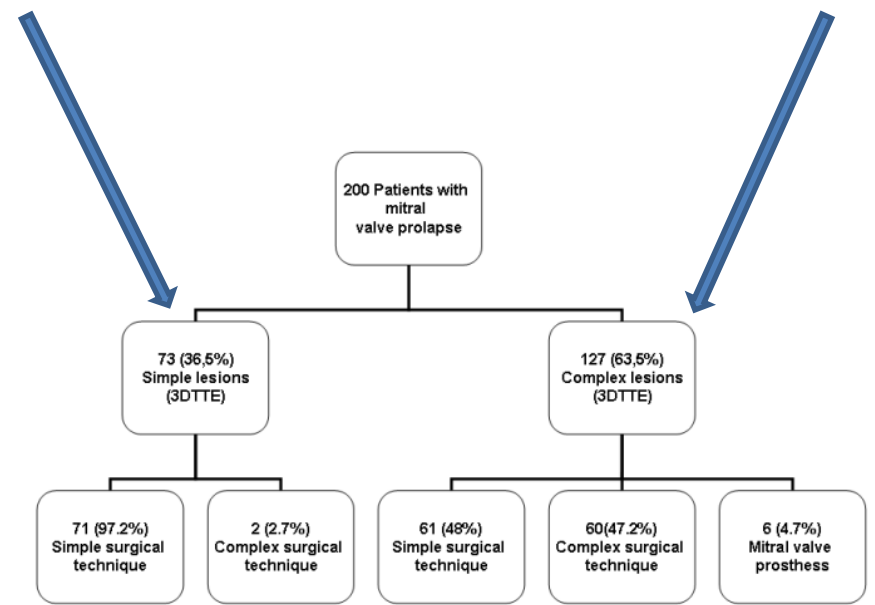 200 Patients with
mitral
valve prolapse
73 (36,5%)
Simple lesions
(3DTTE)
127 (63,5%)
Complex lesions
(3DTTE)
71 (97.2%)
Simple surgical
technique
2 (2.7%)
Complex surgical
technique
61 (48%)
Simple surgical
technique
60(47.2%)
Complex surgical
technique
6 (4.7%)
Mitral valve
prosthess